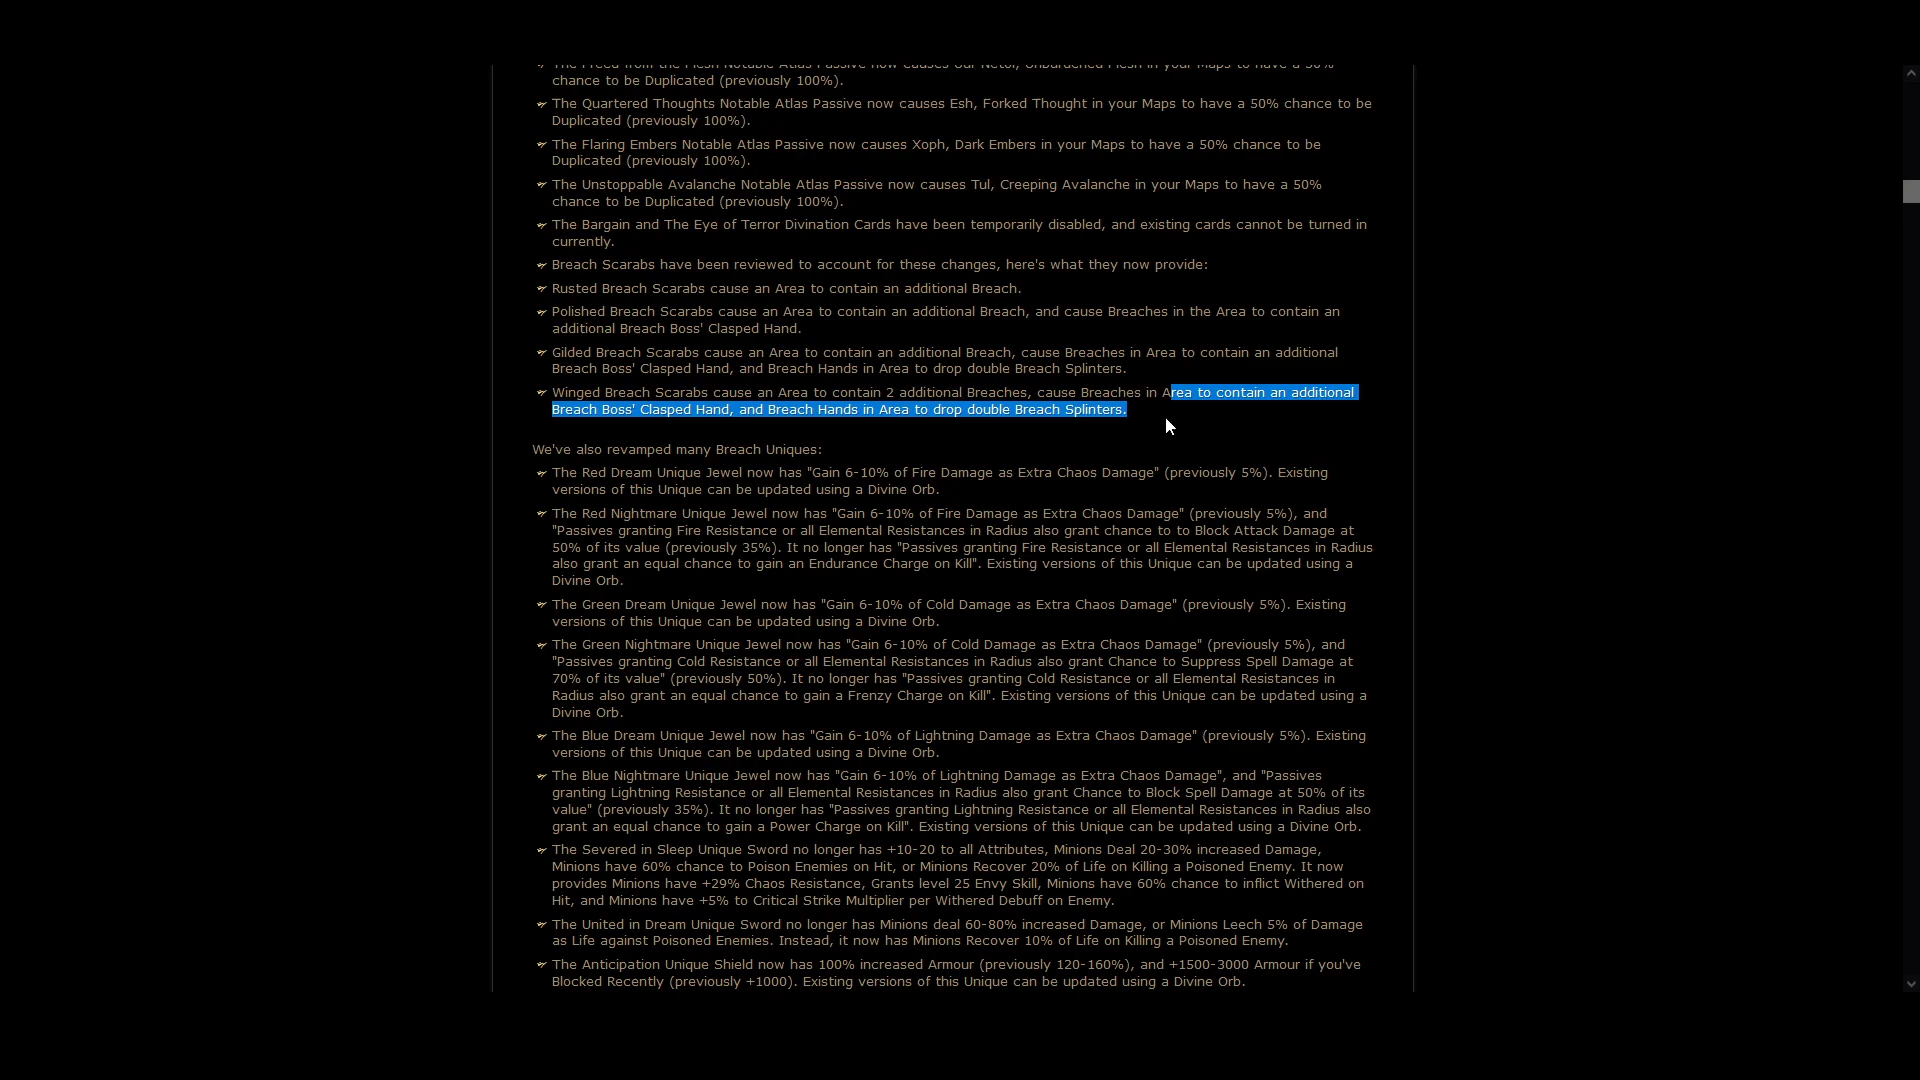 The Freed from the Flesh Notable Atlas Passive now causes Uul-Netol, Unburdened Flesh in your Maps to have a 50%
chance to be Duplicated (previously 100%).
The Quartered Thoughts Notable Atlas Passive now causes Esh, Forked Thought in your Maps to have a 50% chance to be
Duplicated (previously 100%).
The Flaring Embers Notable Atlas Passive now causes Xoph, Dark Embers in your Maps to have a 50% chance to be
Duplicated (previously 100%).
The Unstoppable Avalanche Notable Atlas Passive now causes Tul, Creeping Avalanche in your Maps to have a 50%
chance to be Duplicated (previously 100%).
The Bargain and The Eye of Terror Divination Cards have been temporarily disabled, and existing cards cannot be turned in
currently.
Breach Scarabs have been reviewed to account for these changes, here's what they now provide:
Rusted Breach Scarabs cause an Area to contain an additional Breach.
Polished Breach Scarabs cause an Area to contain an additional Breach, and cause Breaches in the Area to contain an
additional Breach Boss' Clasped Hand.
Gilded Breach Scarabs cause an Area to contain an additional Breach, cause Breaches in Area to contain an additional
Breach Boss' Clasped Hand, and Breach Hands in Area to drop double Breach Splinters.
Winged Breach Scarabs cause an Area to contain 2 additional Breaches, cause Breaches in Area to contain an additional
Breach Boss' Clasped Hand, and Breach Hands in Area to drop double Breach Splinters.
We've also revamped many Breach Uniques:
The Red Dream Unique Jewel now has "Gain 6-10% of Fire Damage as Extra Chaos Damage" (previously 5%). Existing
versions of this Unique can be updated using a Divine Orb.
The Red Nightmare Unique Jewel now has "Gain 6-10% of Fire Damage as Extra Chaos Damage" (previously 5%), and
"Passives granting Fire Resistance or all Elemental Resistances in Radius also grant chance to to Block Attack Damage at
50% of its value (previously 35%). It no longer has "Passives granting Fire Resistance or all Elemental Resistances in Radius
also grant an equal chance to gain an Endurance Charge on Kill". Existing versions of this Unique can be updated using a
Divine Orb.
The Green Dream Unique Jewel now has "Gain 6-10% of Cold Damage as Extra Chaos Damage" (previously 5%). Existing
versions of this Unique can be updated using a Divine Orb.
The Green Nightmare Unique Jewel now has "Gain 6-10% of Cold Damage as Extra Chaos Damage" (previously 5%), and
"Passives granting Cold Resistance or all Elemental Resistances in Radius also grant Chance to Suppress Spell Damage at
70% of its value" (previously 50%). It no longer has "Passives granting Cold Resistance or all Elemental Resistances in
Radius also grant an equal chance to gain a Frenzy Charge on Kill". Existing versions of this Unique can be updated using a
Divine Orb.
The Blue Dream Unique Jewel now has "Gain 6-10% of Lightning Damage as Extra Chaos Damage" (previously 5%). Existing
versions of this Unique can be updated using a Divine Orb.
The Blue Nightmare Unique Jewel now has "Gain 6-10% of Lightning Damage as Extra Chaos Damage", and "Passives
granting Lightning Resistance or all Elemental Resistances in Radius also grant Chance to Block Spell Damage at 50% of its
value" (previously 35%). It no longer has "Passives granting Lightning Resistance or all Elemental Resistances in Radius also
grant an equal chance to gain a Power Charge on Kill". Existing versions of this Unique can be updated using a Divine Orb.
The Severed in Sleep Unique Sword no longer has +10-20 to all Attributes, Minions Deal 20-30% increased Damage,
Minions have 60% chance to Poison Enemies on Hit, or Minions Recover 20% of Life on Killing a Poisoned Enemy. It now
provides Minions have +29% Chaos Resistance, Grants level 25 Envy Skill, Minions have 60% chance to inflict Withered on
Hit, and Minions have +5% to Critical Strike Multiplier per Withered Debuff on Enemy.
The United in Dream Unique Sword no longer has Minions deal 60-80% increased Damage, or Minions Leech 5% of Damage
as Life against Poisoned Enemies. Instead, it now has Minions Recover 10% of Life on Killing a Poisoned Enemy.
The Anticipation Unique Shield now has 100% increased Armour (previously 120-160%), and +1500-3000 Armour if you've
Blocked Recently (previously +1000). Existing versions of this Unique can be updated using a Divine Orb.